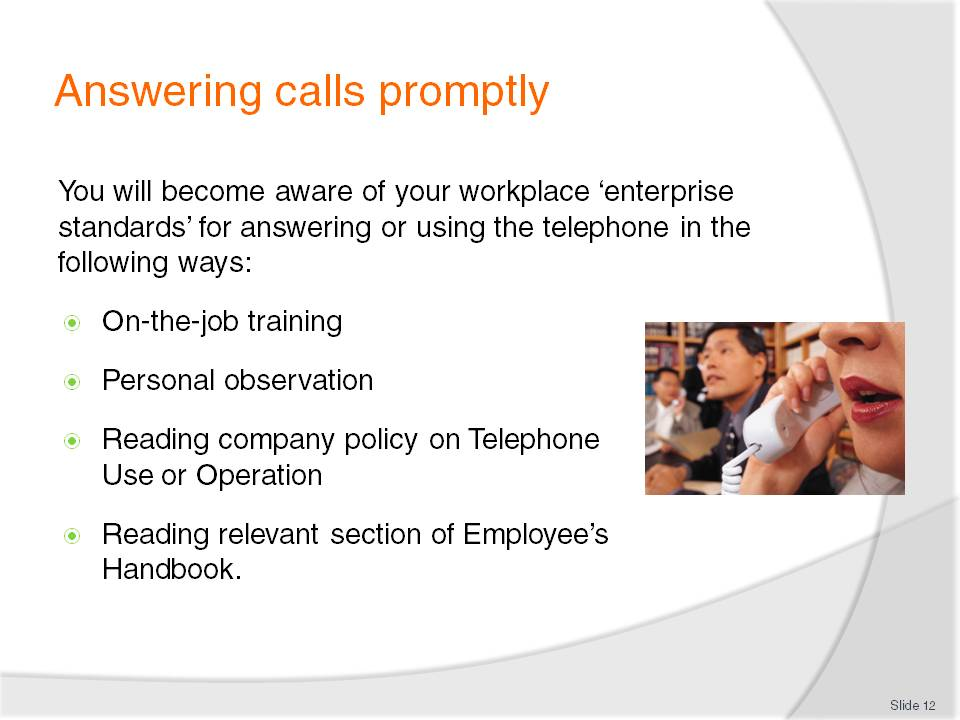 Answering calls promptly
You will become aware of your workplace ‘enterprise
standards’ for answering or using the telephone in the
following ways:
On-the-job training
Personal observation
Reading company policy on Telephone
Use or Operation
Reading relevant section of Employee’s
Handbook.
Slide 12